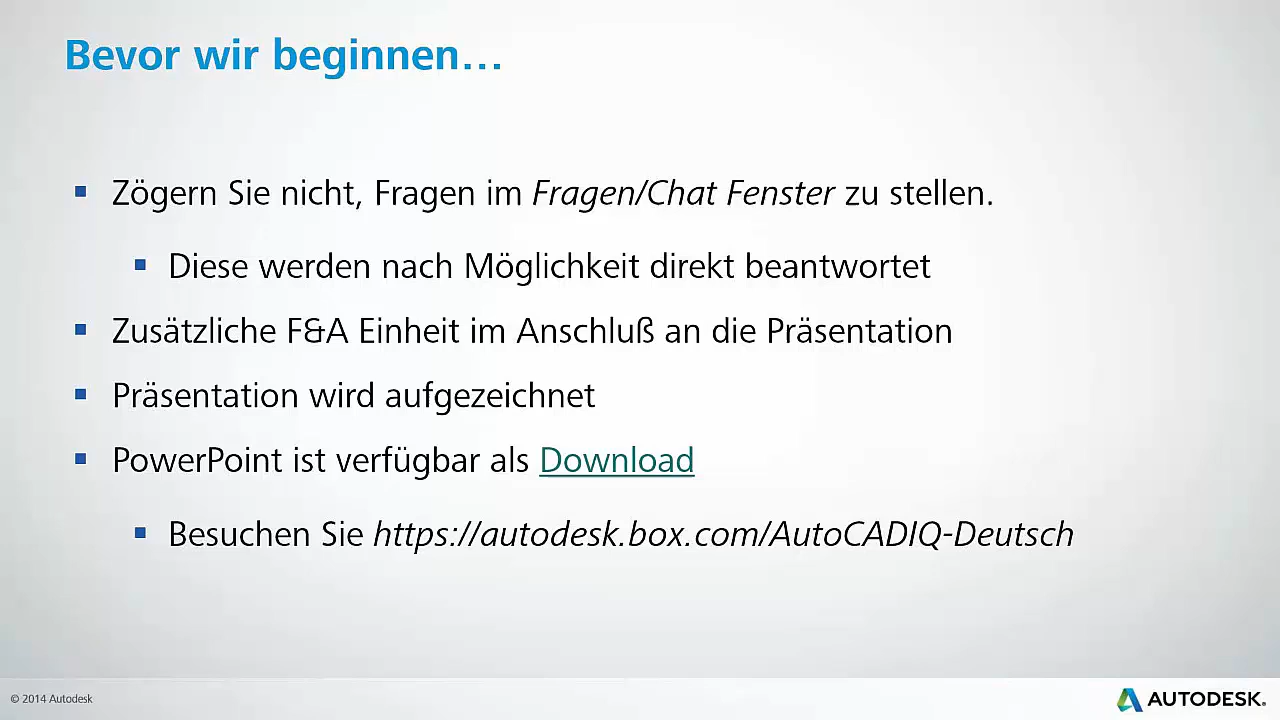 Bevor wir beginnen…
Zögern Sie nicht, Fragen im Fragen/Chat Fenster zu stellen.
Diese werden nach Möglichkeit direkt beantwortet
Zusätzliche F&A Einheit im Anschluß an die Präsentation
Präsentation wird aufgezeichnet
PowerPoint ist verfügbar als Download
Besuchen Sie https://autodesk.box.com/AutoCADIQ-Deutsch
© 2014 Autodesk
AUTODESK.